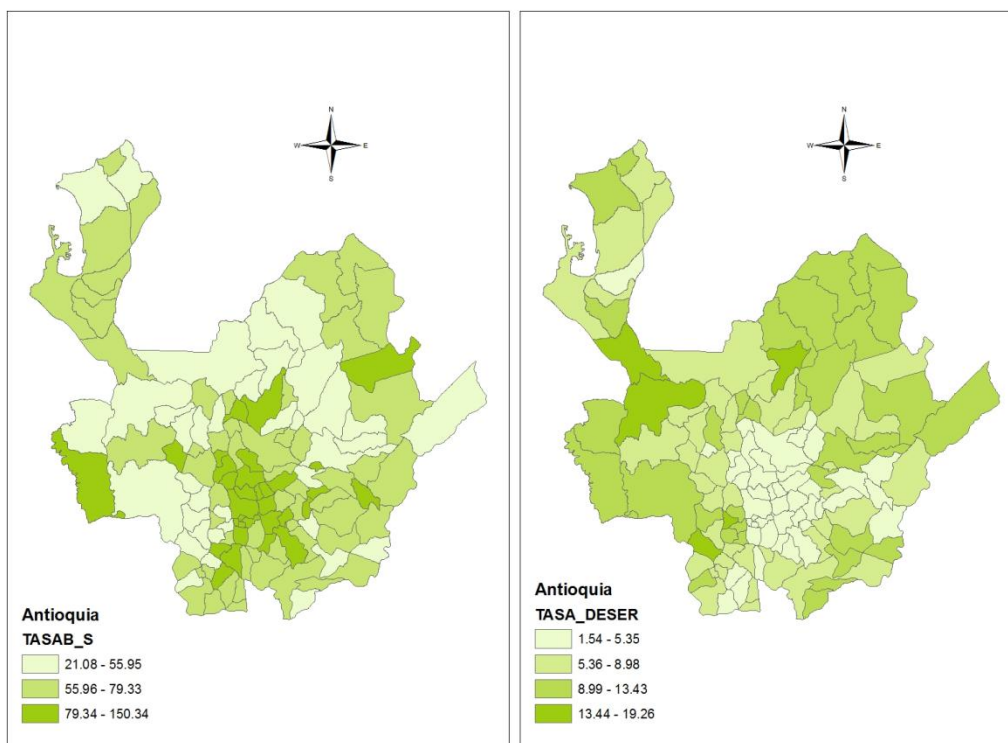 N
W E
S
Antioquia
TASAB_S
21.08 - 55.95
55.96 - 79.33
79.34 - 150.34
N
W E
S
Antioquia
TASA_DESER
1.54 - 5.35
5.36 - 8.98
8.99 - 13.43
13.44 - 19.26